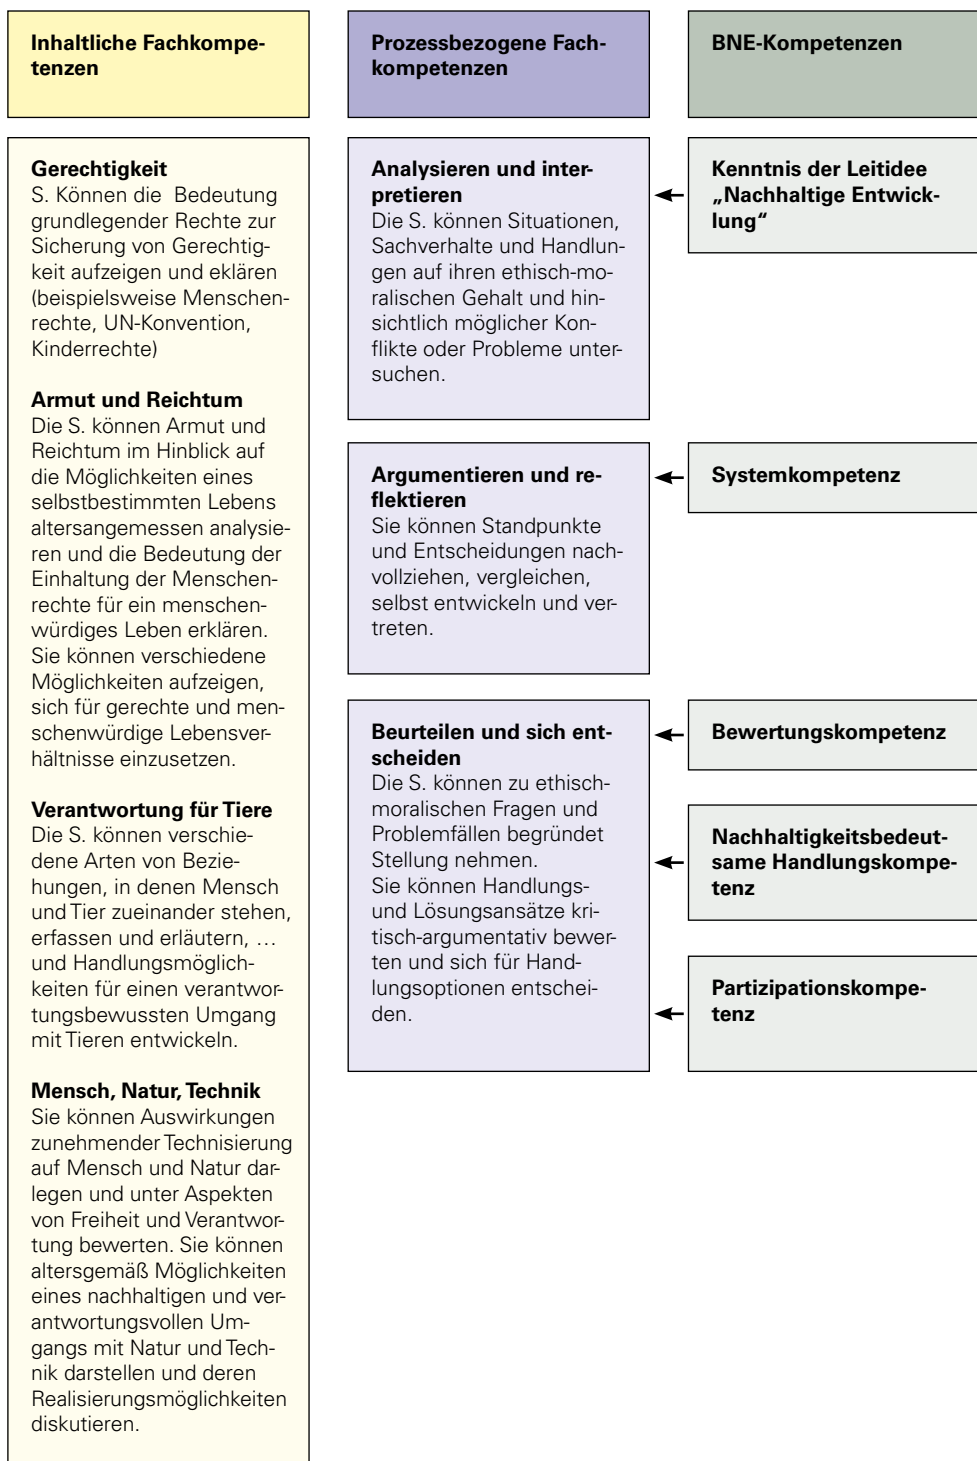 Inhaltliche Fachkompe-
tenzen
Gerechtigkeit
S. Können die  Bedeutung
grundlegender Rechte zur
Sicherung von Gerechtig-
keit aufzeigen und eklären
(beispielsweise Menschen-
rechte, UN-Konvention,
Kinderrechte)
Armut und Reichtum
Die S. können Armut und
Reichtum im Hinblick auf
die Möglichkeiten eines
selbstbestimmten Lebens
altersangemessen analysie-
ren und die Bedeutung der
Einhaltung der Menschen-
rechte für ein menschen-
würdiges Leben erklären.
Sie können verschiedene
Möglichkeiten aufzeigen,
sich für gerechte und men-
schenwürdige Lebensver-
hältnisse einzusetzen.
Verantwortung für Tiere
Die S. können verschie-
dene Arten von Bezie-
hungen, in denen Mensch
und Tier zueinander stehen,
erfassen und erläutern, …
und Handlungsmöglich-
keiten für einen verantwor-
tungsbewussten Umgang
mit Tieren entwickeln.
Mensch, Natur, Technik
Sie können Auswirkungen
zunehmender Technisierung
auf Mensch und Natur dar-
legen und unter Aspekten
von Freiheit und Verantwor-
tung bewerten. Sie können
altersgemäß Möglichkeiten
eines nachhaltigen und ver-
antwortungsvollen Um-
gangs mit Natur und Tech-
nik darstellen und deren
Realisierungsmöglichkeiten
diskutieren.
Prozessbezogene Fach-
kompetenzen
Analysieren und inter-
pretieren
Die S. können Situationen,
Sachverhalte und Handlun-
gen auf ihren ethisch-mo-
ralischen Gehalt und hin-
sichtlich möglicher Kon-
flikte oder Probleme unter-
suchen.
Argumentieren und re-
flektieren
Sie können Standpunkte
und Entscheidungen nach-
vollziehen, vergleichen,
selbst entwickeln und ver-
treten.
Beurteilen und sich ent-
scheiden
Die S. können zu ethisch-
moralischen Fragen und
Problemfällen begründet
Stellung nehmen.
Sie können Handlungs-
und Lösungsansätze kri-
tisch-argumentativ bewer-
ten und sich für Hand-
lungsoptionen entschei-
den.
BNE-Kompetenzen
Kenntnis der Leitidee
„Nachhaltige Entwick-
lung“
Systemkompetenz
Bewertungskompetenz
Nachhaltigkeitsbedeut-
same Handlungskompe-
tenz
Partizipationskompe-
tenz